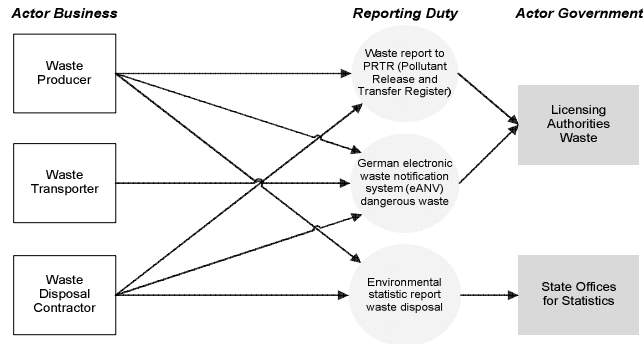 Actor Business
Reporting Duty
Actor Government
Waste
Producer
Waste report to
PRTR (Pollutant
Release and
Transfer Register)
Licensing
Authorities
Waste
Waste
Transporter
German electronic
waste notification
system (eANV)
dangerous waste
Waste
Disposal
Contractor
Environmental
statistic report
waste disposal
State Offices
for Statistics